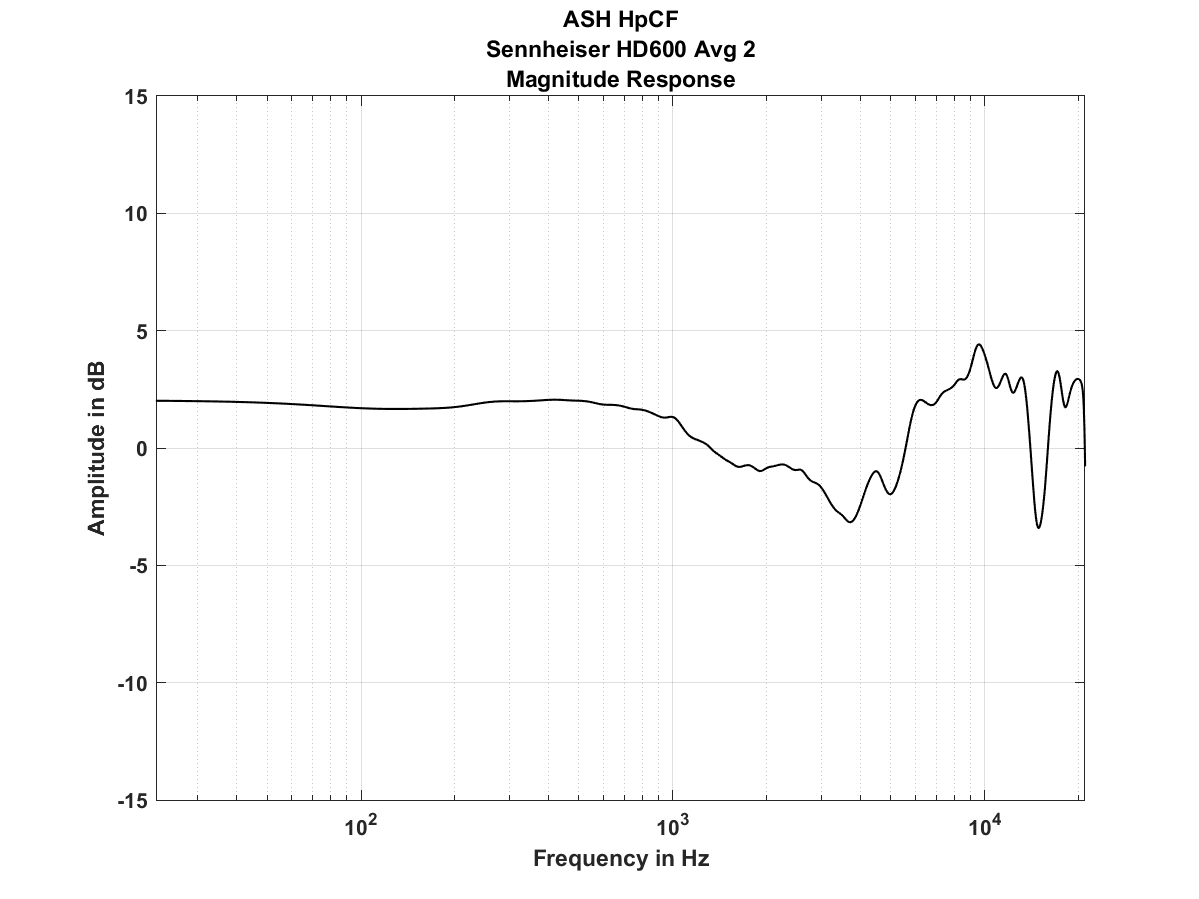 ASH HpCF
Sennheiser HD600 Avg 2
Magnitude Response
15
10
5
0
-5
-10
-15
Amplitude in dB
10^2
10^3
10^4
Frequency in Hz